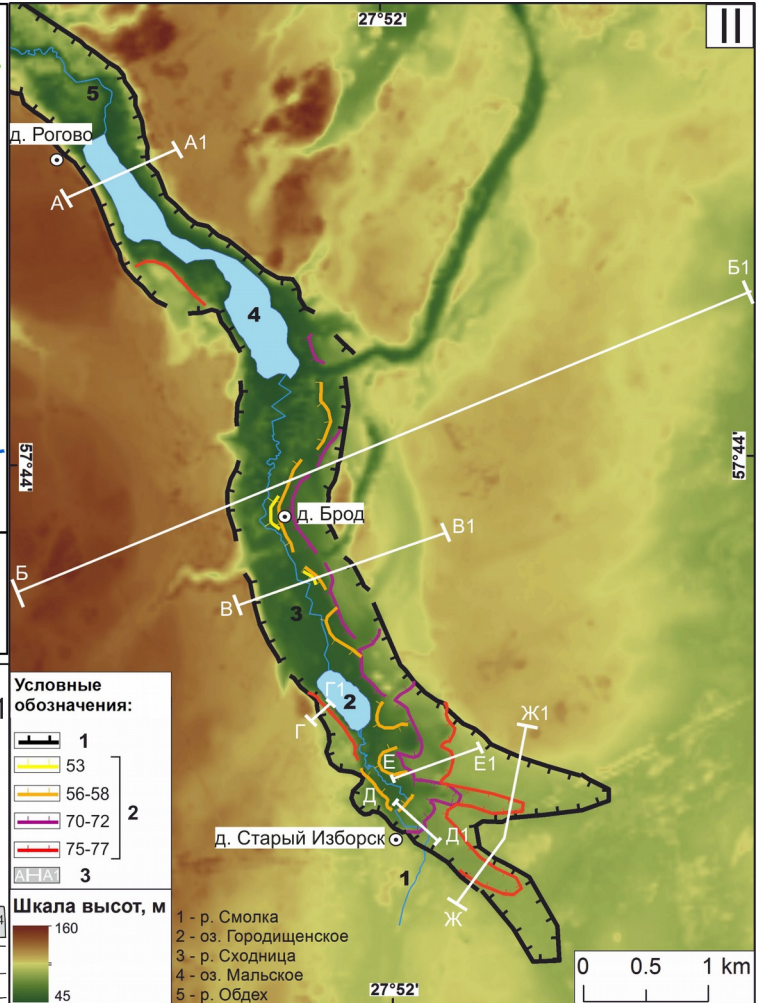 27°52'
II
5
д. Рогово
А1
А
Б1
4
57°44'
57°44'
д. Брод
В1
Б
В
3
Условные
обозначения:
1
53
56-58
70-72
2
75-77
А А1
3
Г1
2
Г
Ж1
Е
Е1
Д
д. Старый Изборск
Д1
1
Ж
Шкала высот, м
160
45
1 - р. Смолка
2 - оз. Городищенское
3 - р. Сходница
4 - оз. Мальское
5 - р. Обдех
27°52'
0 0.5 1 km